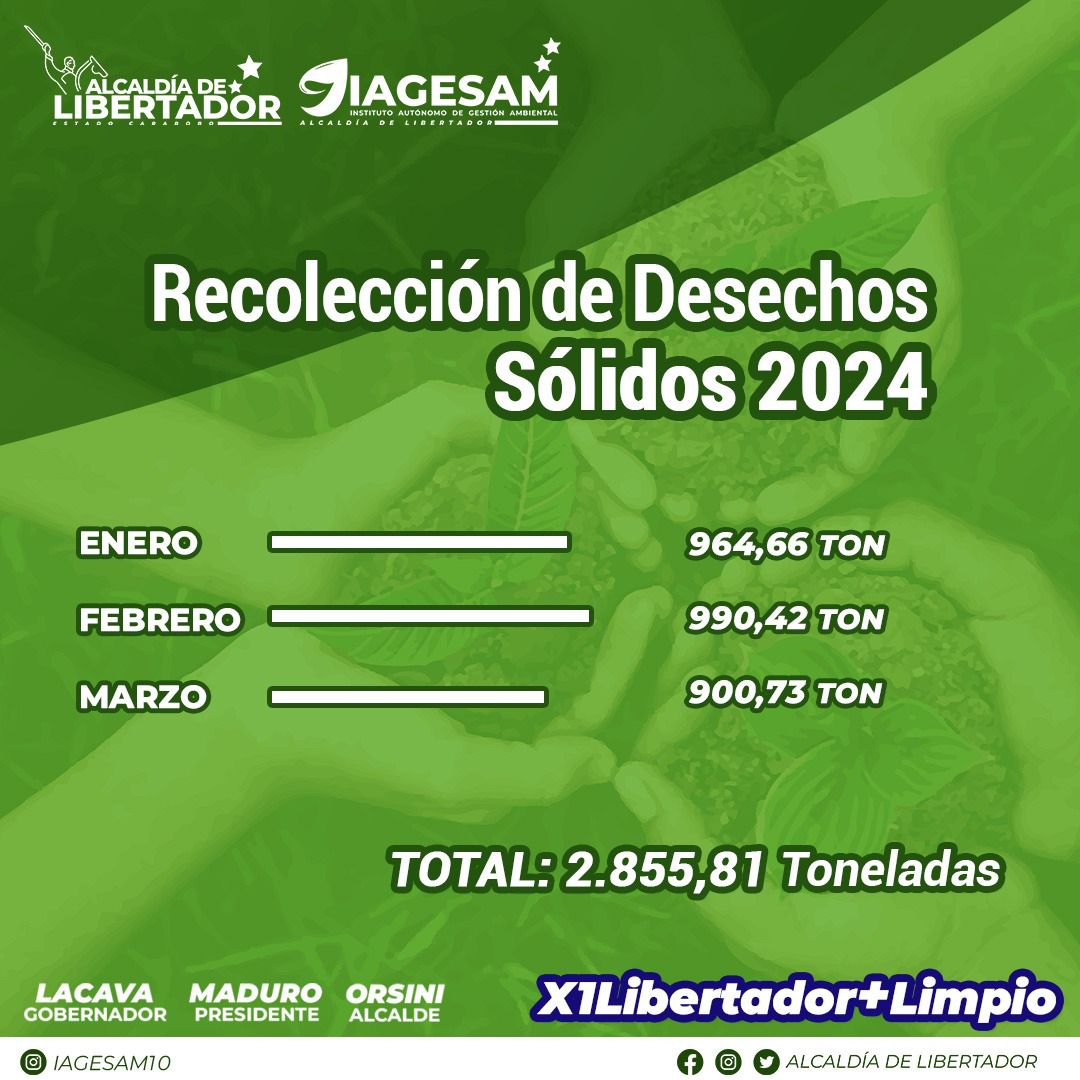 ALCALDÍA DE
LIBERTADOR
ESTADO CARABOBO
IAGESAM
INSTITUTO AUTÓNOMO DE GESTIÓN AMBIENTAL
ALCALDÍA DE LIBERTADOR
Recolección de Desechos
Sólidos 2024
ENERO 964,66 TON
FEBRERO 990,42 TON
MARZO 900,73 TON
TOTAL: 2.855,81 Toneladas
LACAVA
GOBERNADOR
MADURO
PRESIDENTE
ORSINI
ALCALDE
X1Libertador+Limpio
IAGESAM10
ALCALDÍA DE LIBERTADOR